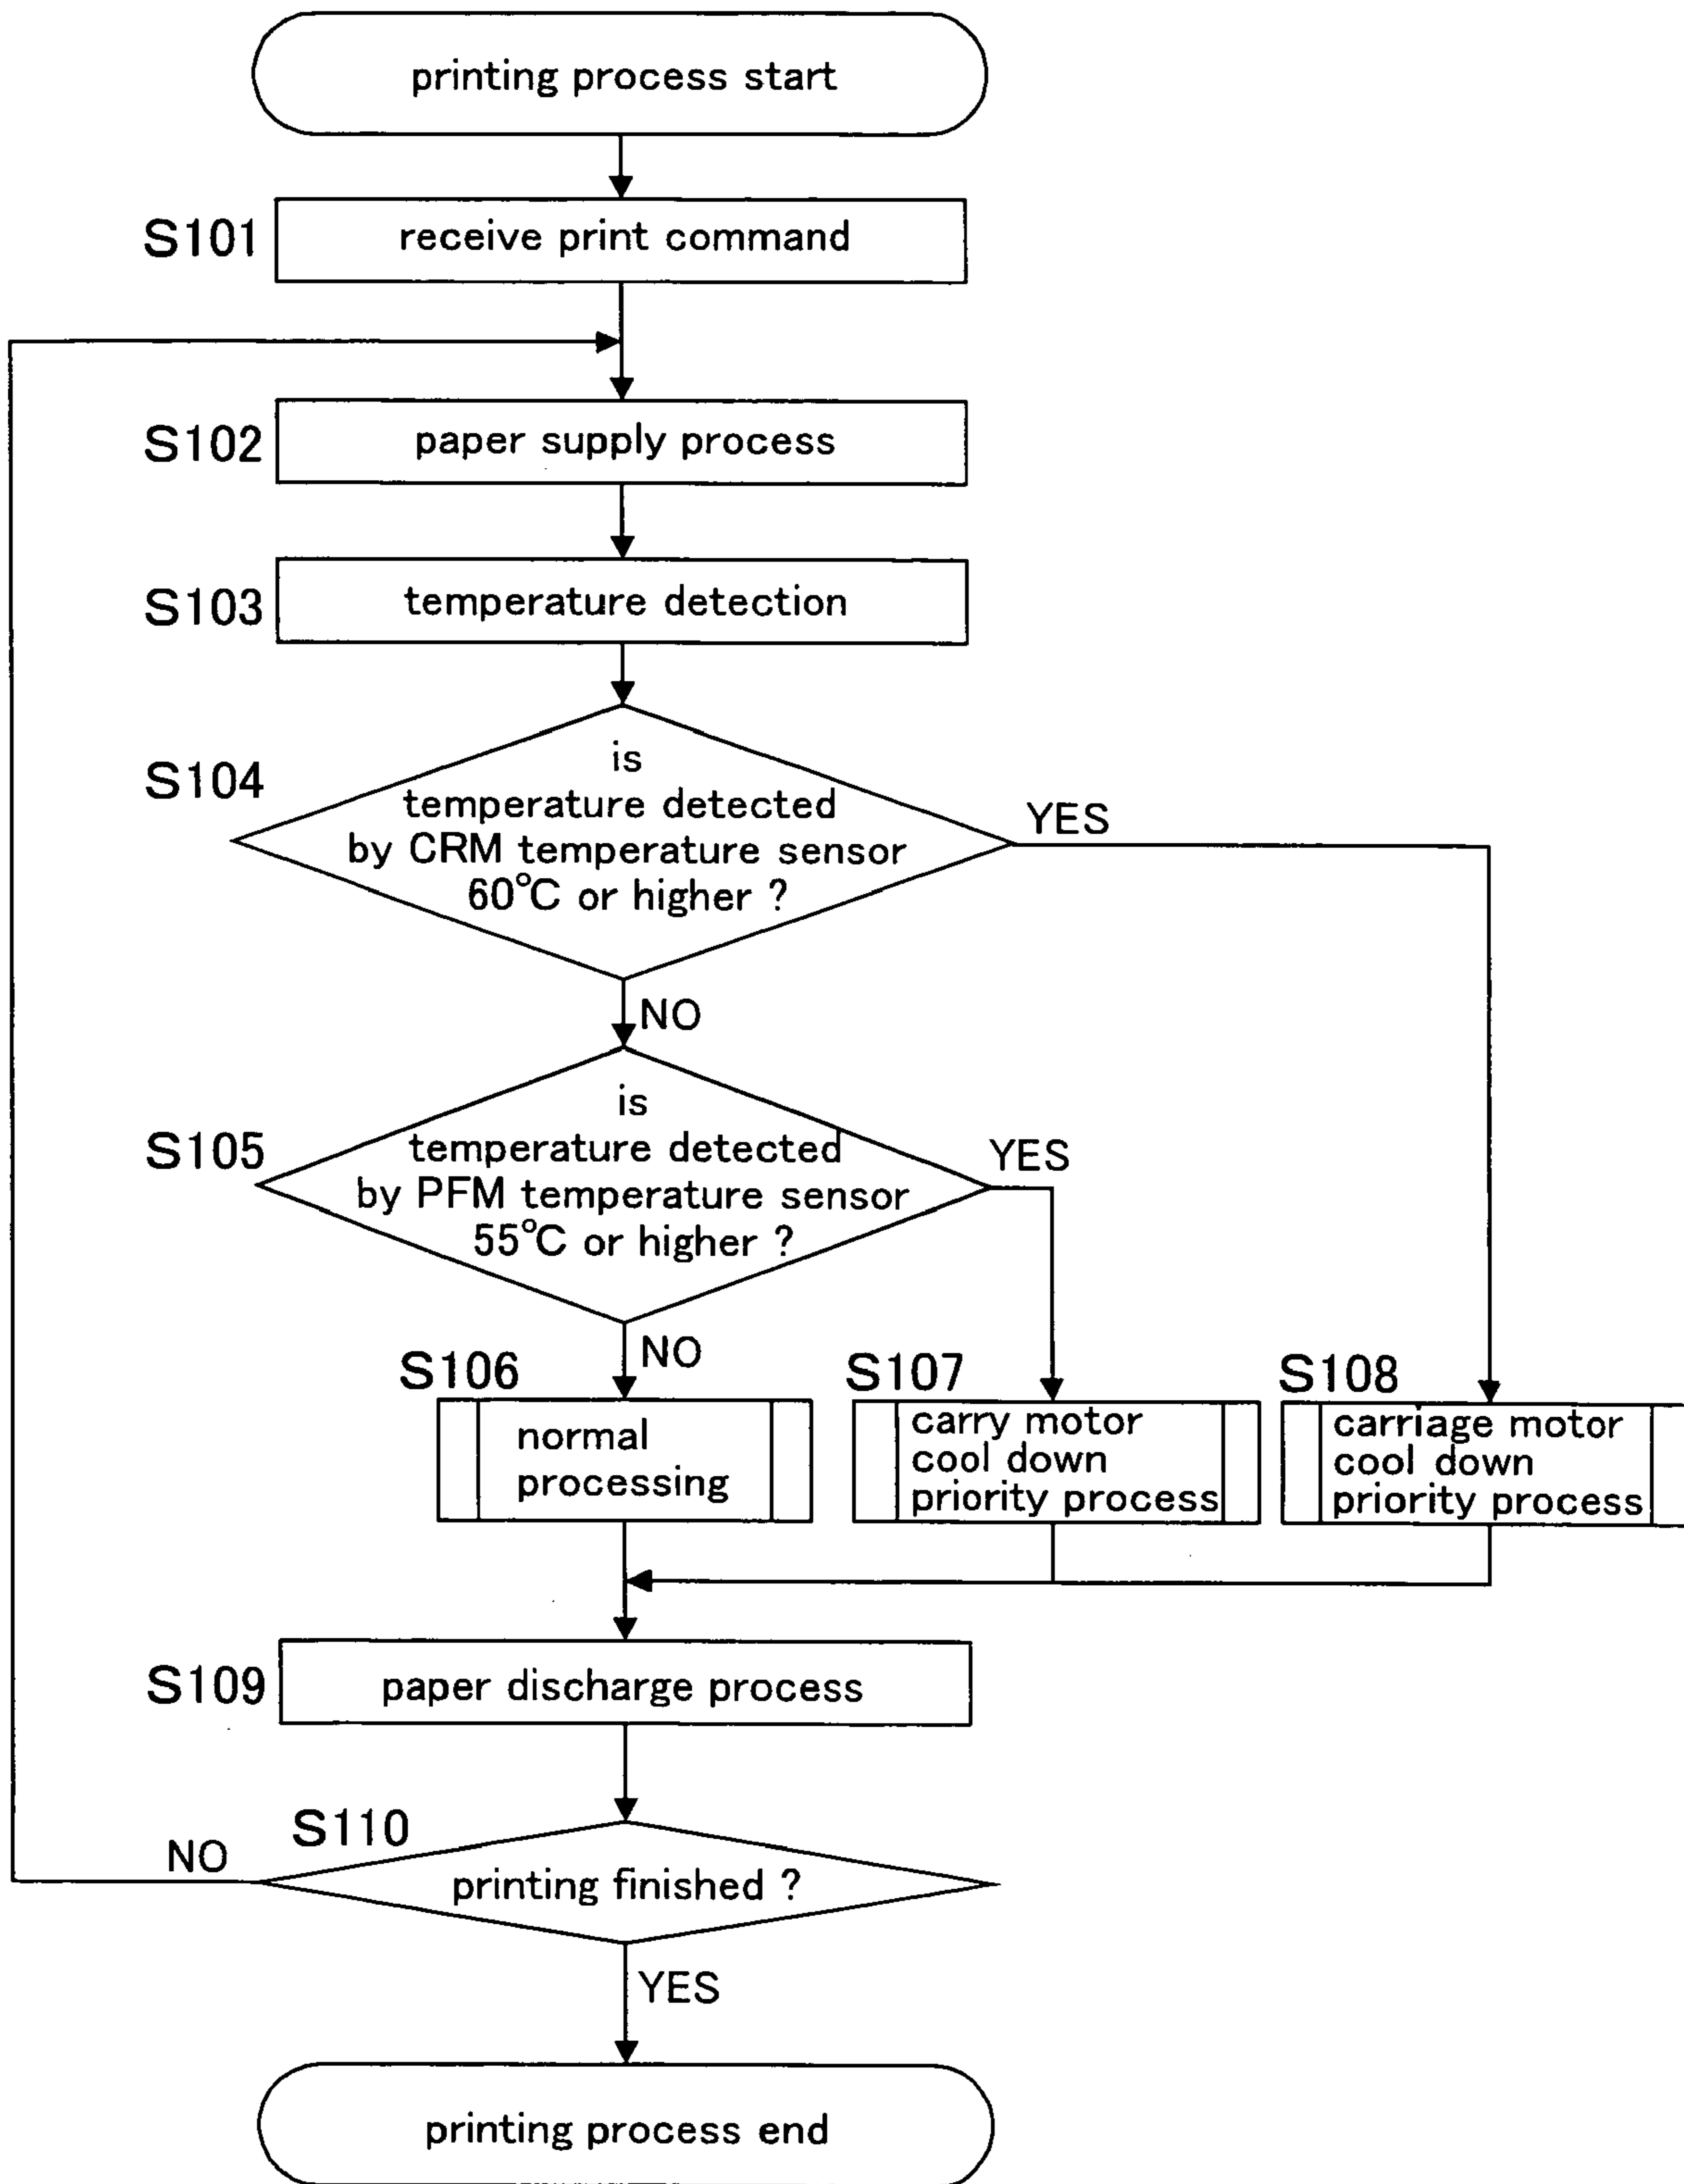 printing process start
S101
receive print command
S102
paper supply process
S103
temperature detection
S104
is
temperature detected
by CRM temperature sensor
60°C or higher ?
YES
NO
S105
is
temperature detected
by PFM temperature sensor
55°C or higher ?
YES
NO
S106
normal
processing
S107
carry motor
cool down
priority process
S108
carriage motor
cool down
priority process
S109
paper discharge process
S110
printing finished ?
NO
YES
printing process end